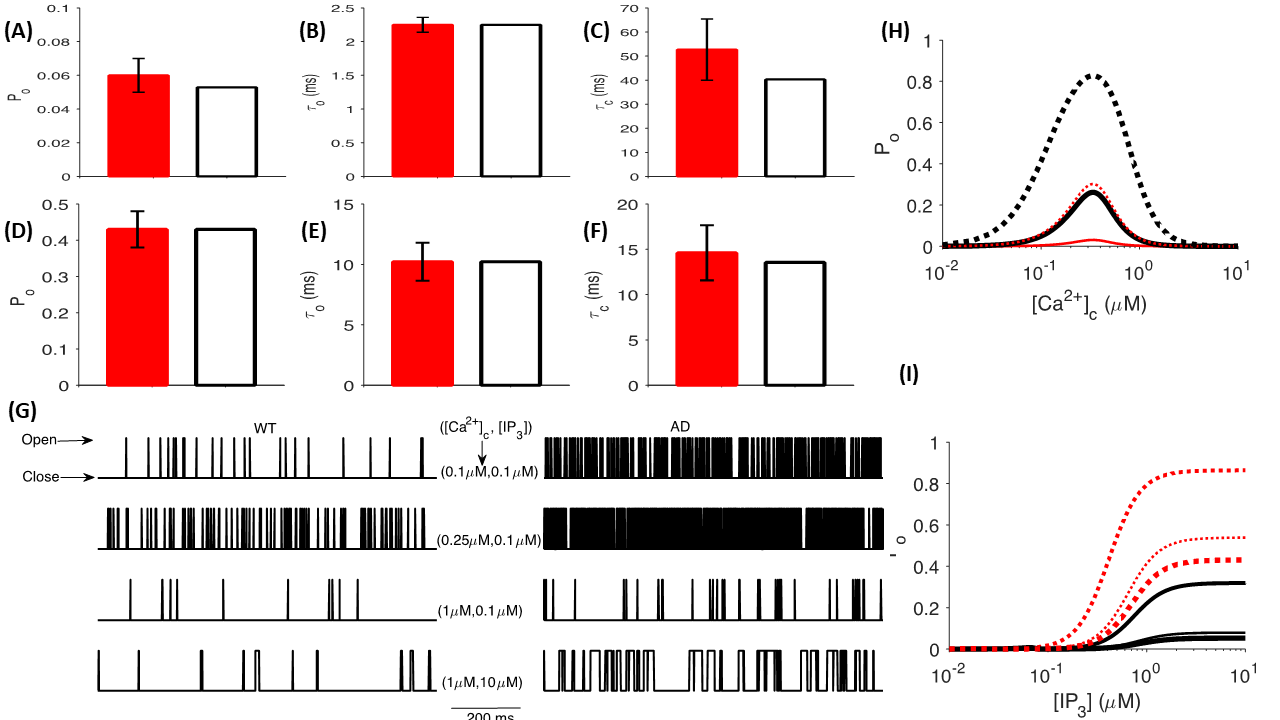 (A)
0.1
0.08
0.06
0.04
0.02
0
Po
(B)
2.5
2
1.5
1
0.5
0
τo (ms)
(C)
70
60
50
40
30
20
10
0
τc (ms)
(D)
0.5
0.4
0.3
0.2
0.1
0
Po
(E)
15
10
5
0
τo (ms)
(F)
20
15
10
5
0
τc (ms)
(G)
WT
([Ca2+]c, [IP3])
AD
Open
Close
(0.1μM,0.1μM)
(0.25μM,0.1μM)
(1μM,0.1μM)
(1μM,10μM)
200 ms
(H)
1
0.8
0.6
0.4
0.2
0
Po
10-2 10-1 100 101
[Ca2+]c (μM)
(I)
1
0.8
0.6
0.4
0.2
0
o
10-2 10-1 100 101
[IP3] (μM)